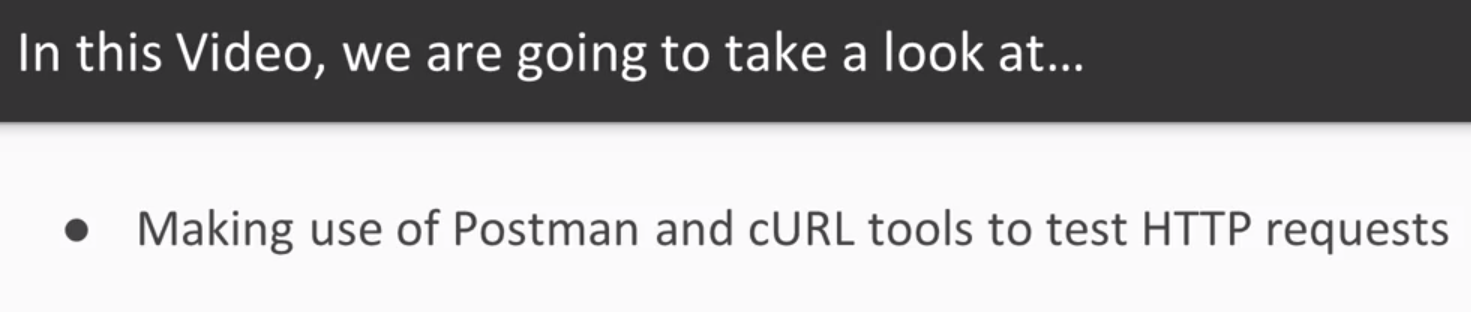 In this Video, we are going to take a look at...
● Making use of Postman and cURL tools to test HTTP requests